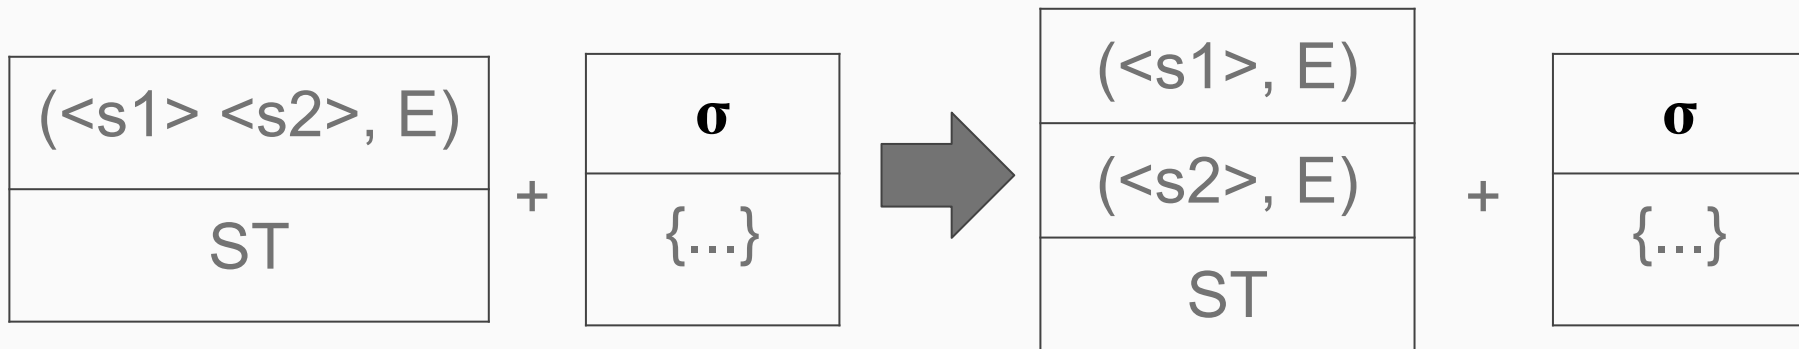 (<s1> <s2>, E)
ST
+
σ
{...}
(<s1>, E)
(<s2>, E)
ST
+
σ
{...}